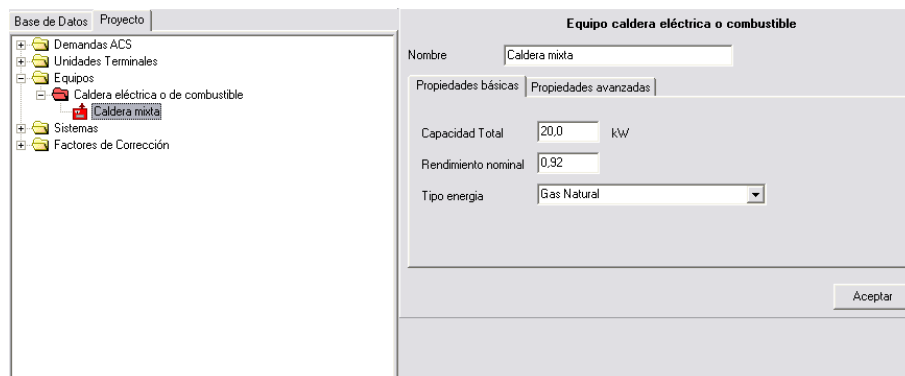 Base de Datos Proyecto
Demandas ACS
Unidades Terminales
Equipos
Caldera eléctrica o de combustible
Caldera mixta
Sistemas
Factores de Corrección
Equipo caldera eléctrica o combustible
Nombre Caldera mixta
Propiedades básicas Propiedades avanzadas
Capacidad Total 20,0 kW
Rendimiento nominal 0,92
Tipo energia Gas Natural
Aceptar